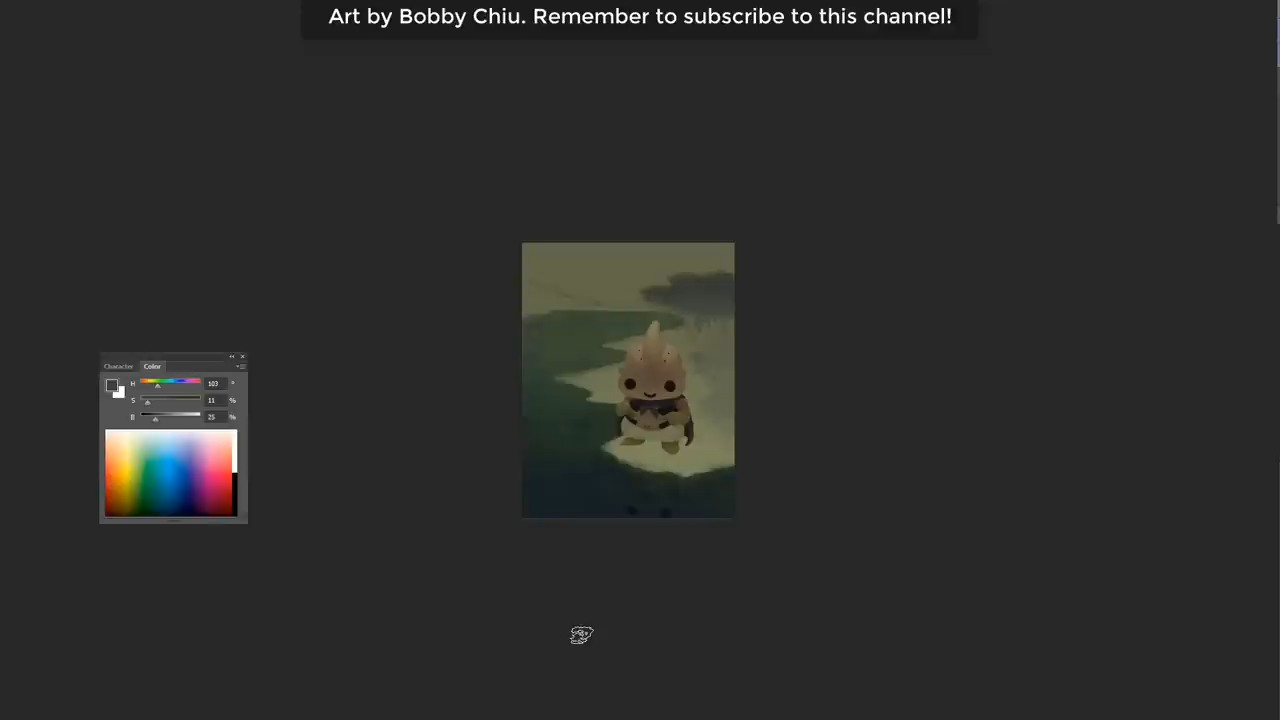 Art by Bobby Chiu. Remember to subscribe to this channel!
Character Color
H 103 °
S 11 %
B 25 %